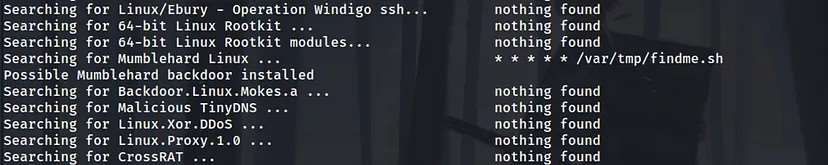 Searching for Linux/Ebury - Operation Windigo ssh... nothing found
Searching for 64-bit Linux Rootkit ... nothing found
Searching for 64-bit Linux Rootkit modules... nothing found
Searching for Mumblehard Linux ... * * * * * /var/tmp/findme.sh
Possible Mumblehard backdoor installed
Searching for Backdoor.Linux.Mokes.a ... nothing found
Searching for Malicious TinyDNS ... nothing found
Searching for Linux.Xor.DDoS ... nothing found
Searching for Linux.Proxy.1.0 ... nothing found
Searching for CrossRAT ... nothing found